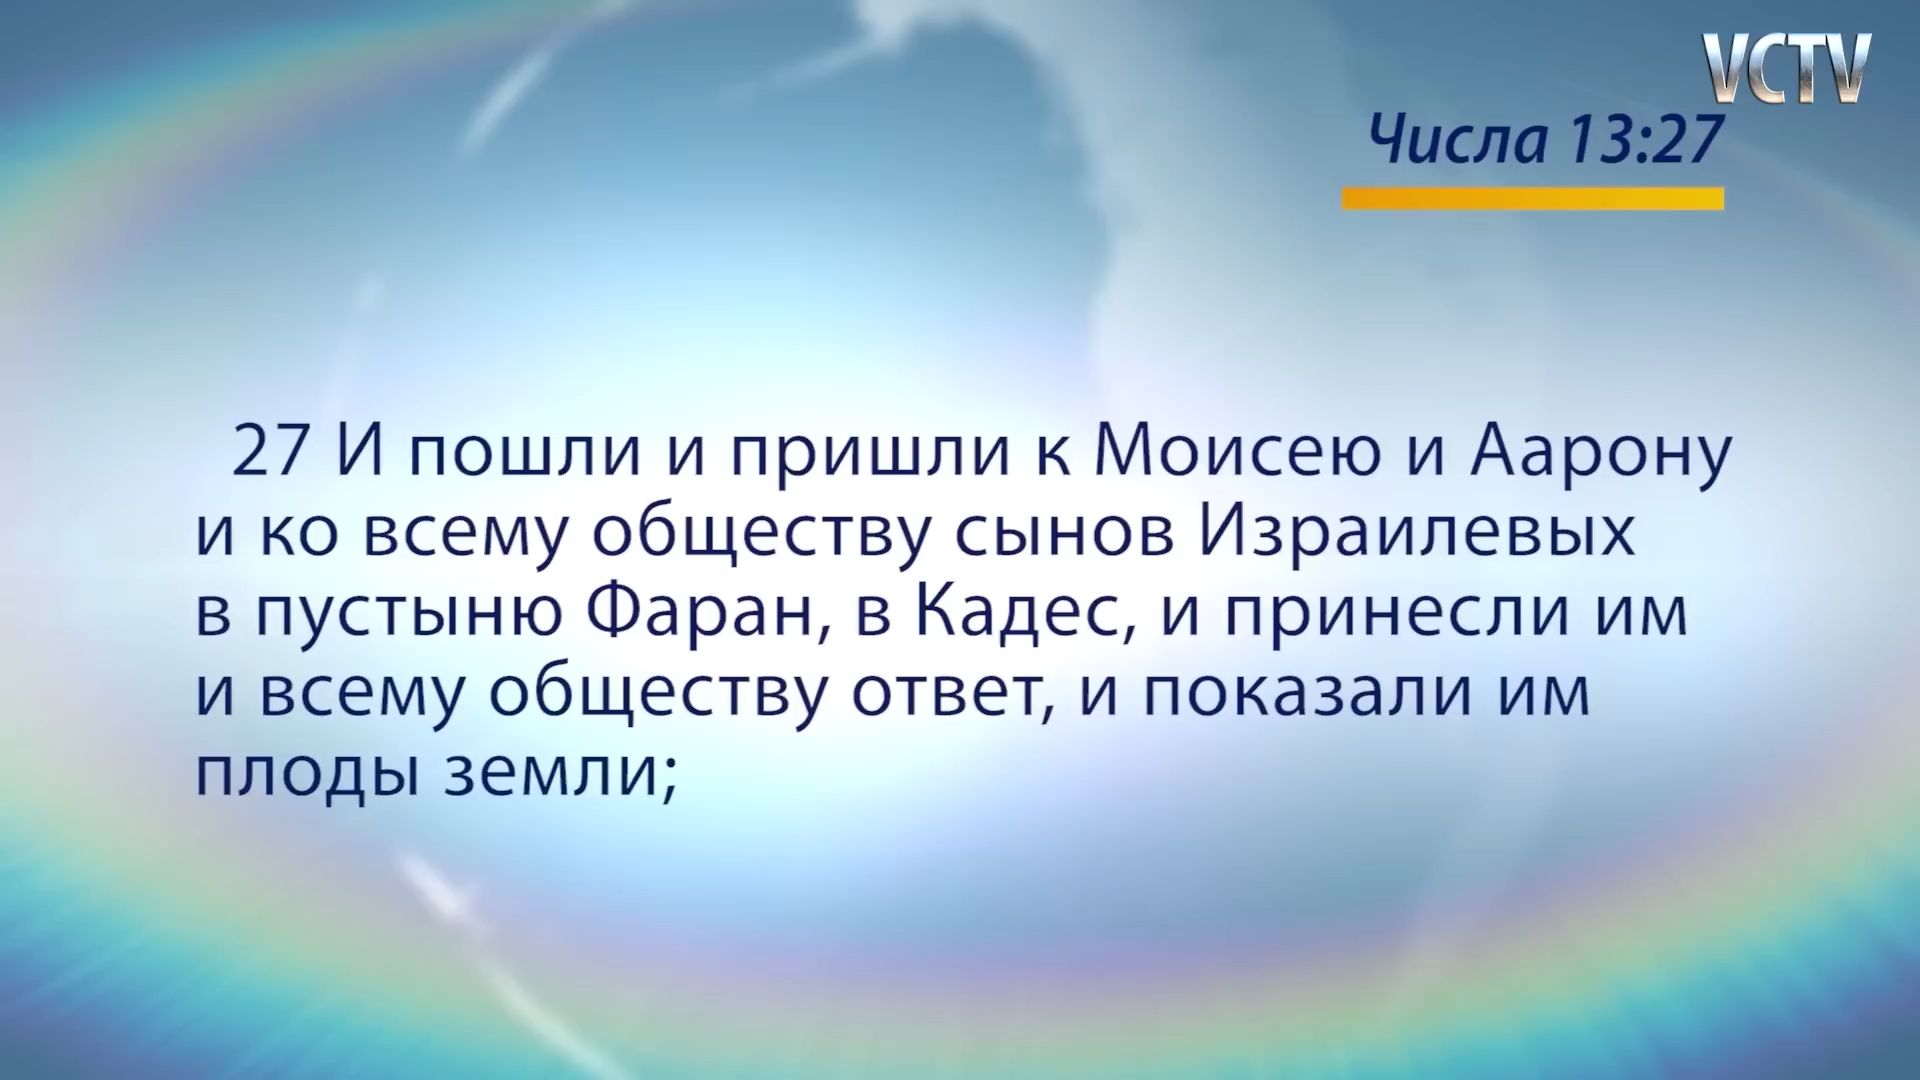 VCTV
Числа 13:27
27 И пошли и пришли к Моисею и Аарону
и ко всему обществу сынов Израилевых
в пустыню Фаран, в Кадес, и принесли им
и всему обществу ответ, и показали им
плоды земли;